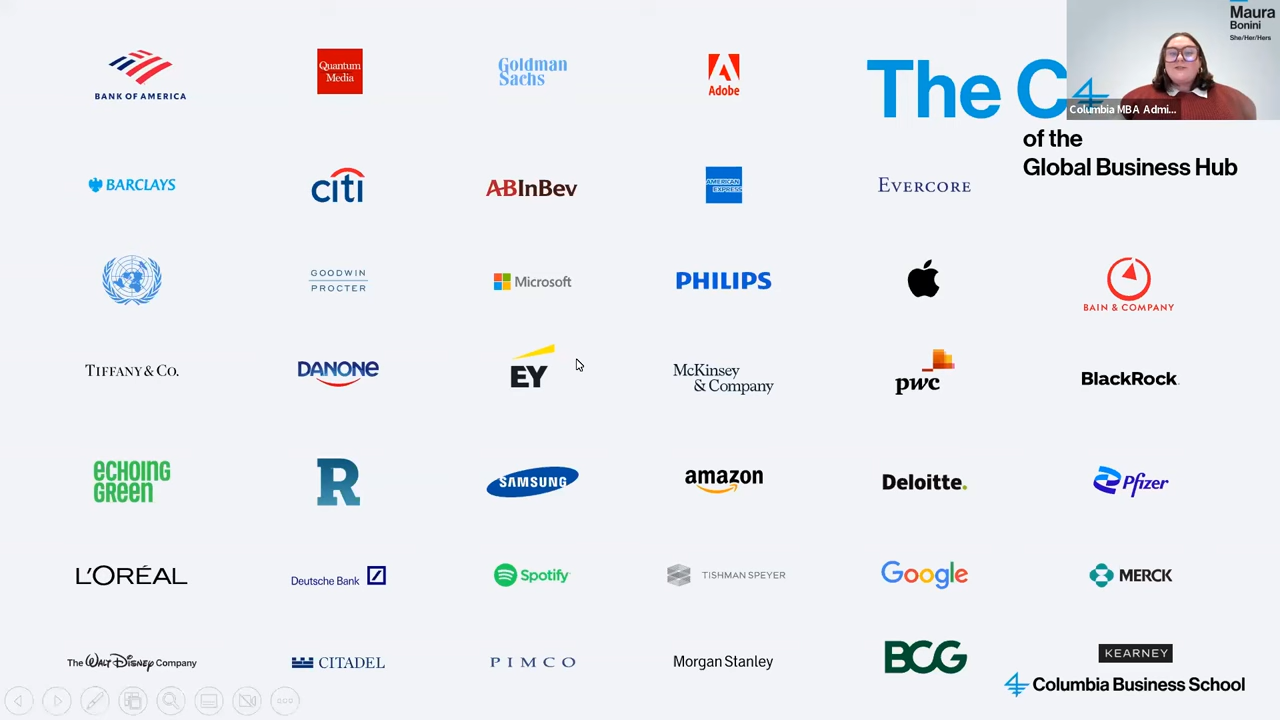 BANK OF AMERICA
Quantum
Media
Goldman
Sachs
Adobe
The C
of the
Global Business Hub
Maura
Bonini
She/Her/Hers
Columbia MBA Admi...
BARCLAYS
citi
ABInBev
AMERICAN
EXPRESS
EVERCORE
GOODWIN
PROCTER
Microsoft
PHILIPS
BAIN & COMPANY
TIFFANY & CO.
DANONE
EY
McKinsey
& Company
pwc
BlackRock.
echoing
green
R
SAMSUNG
amazon
Deloitte.
Pfizer
L'ORÉAL
Deutsche Bank
Spotify
TISHMAN SPEYER
Google
MERCK
The WALT DISNEY Company
CITADEL
PIMCO
Morgan Stanley
BCG
KEARNEY
Columbia Business School